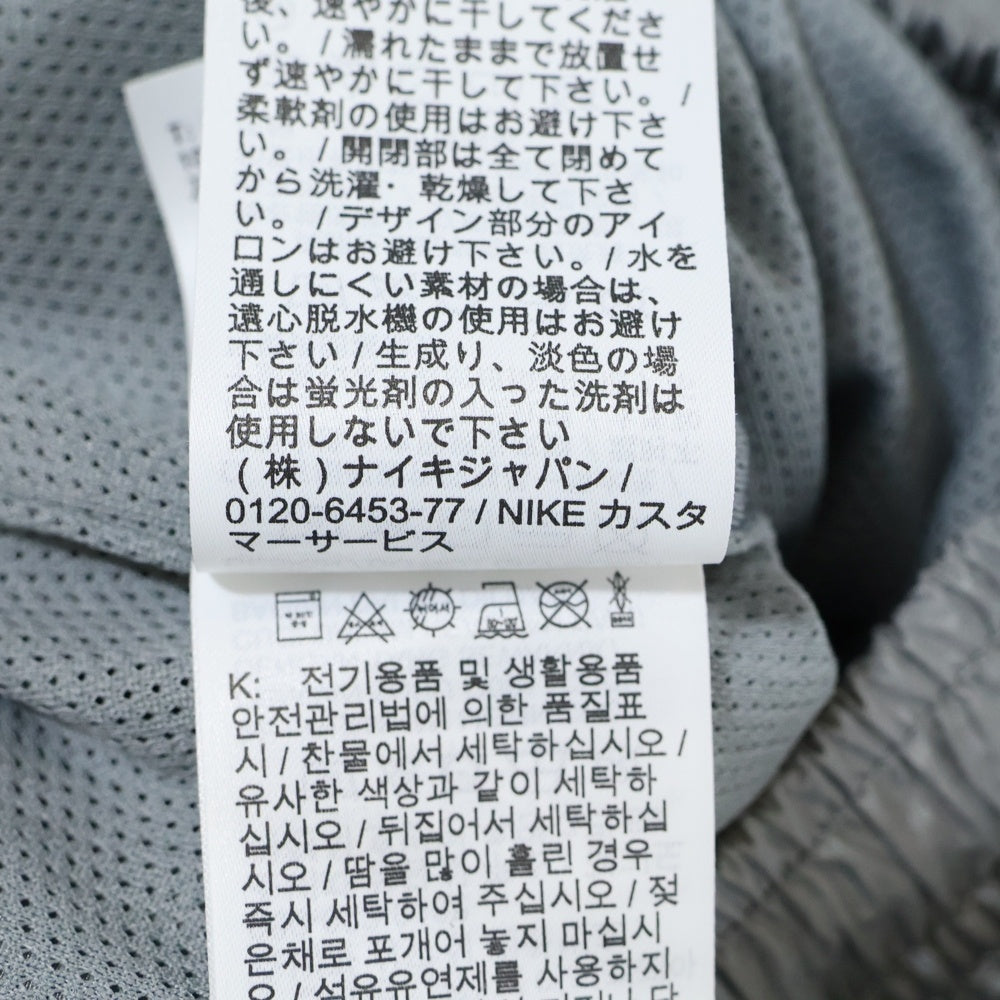 後、速やかに干してくださ
い。/濡れたままで放置せ
ず速やかに干して下さい。/
柔軟剤の使用はお避け下さ
い。/開閉部は全て閉めて
から洗濯・乾燥して下さ
い。/デザイン部分のアイ
ロンはお避け下さい。/水を
通しにくい素材の場合は、
遠心脱水機の使用はお避け
下さい/生成り、淡色の場
合は蛍光剤の入った洗剤は
使用しないで下さい
(株)ナイキジャパン/
0120-6453-77 / NIKE カスタ
マーサービス
K: 전기용품 및 생활용품
안전관리법에 의한 품질표
시 / 찬물에서 세탁하십시오 /
유사한 색상과 같이 세탁하
십시오 / 뒤집어서 세탁하십
시오 / 땀을 많이 흘린 경우
즉시 세탁하여 주십시오 / 젖
은채로 포개어 놓지 마십시
오 / 섬유유연제를 사용하지